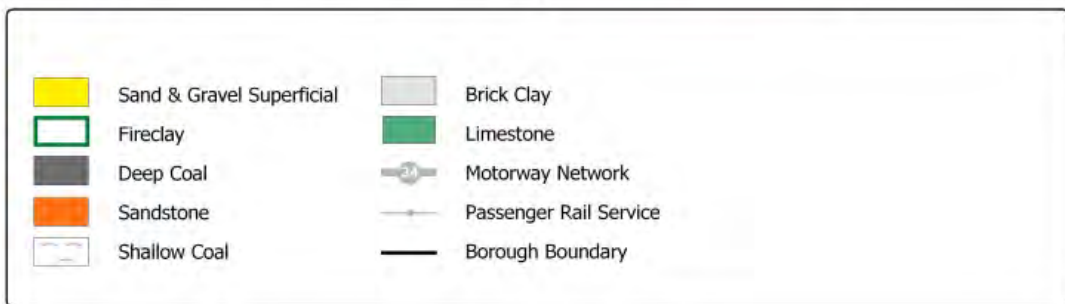 Sand & Gravel Superficial
Fireclay
Deep Coal
Sandstone
Shallow Coal
Brick Clay
Limestone
24 Motorway Network
Passenger Rail Service
Borough Boundary